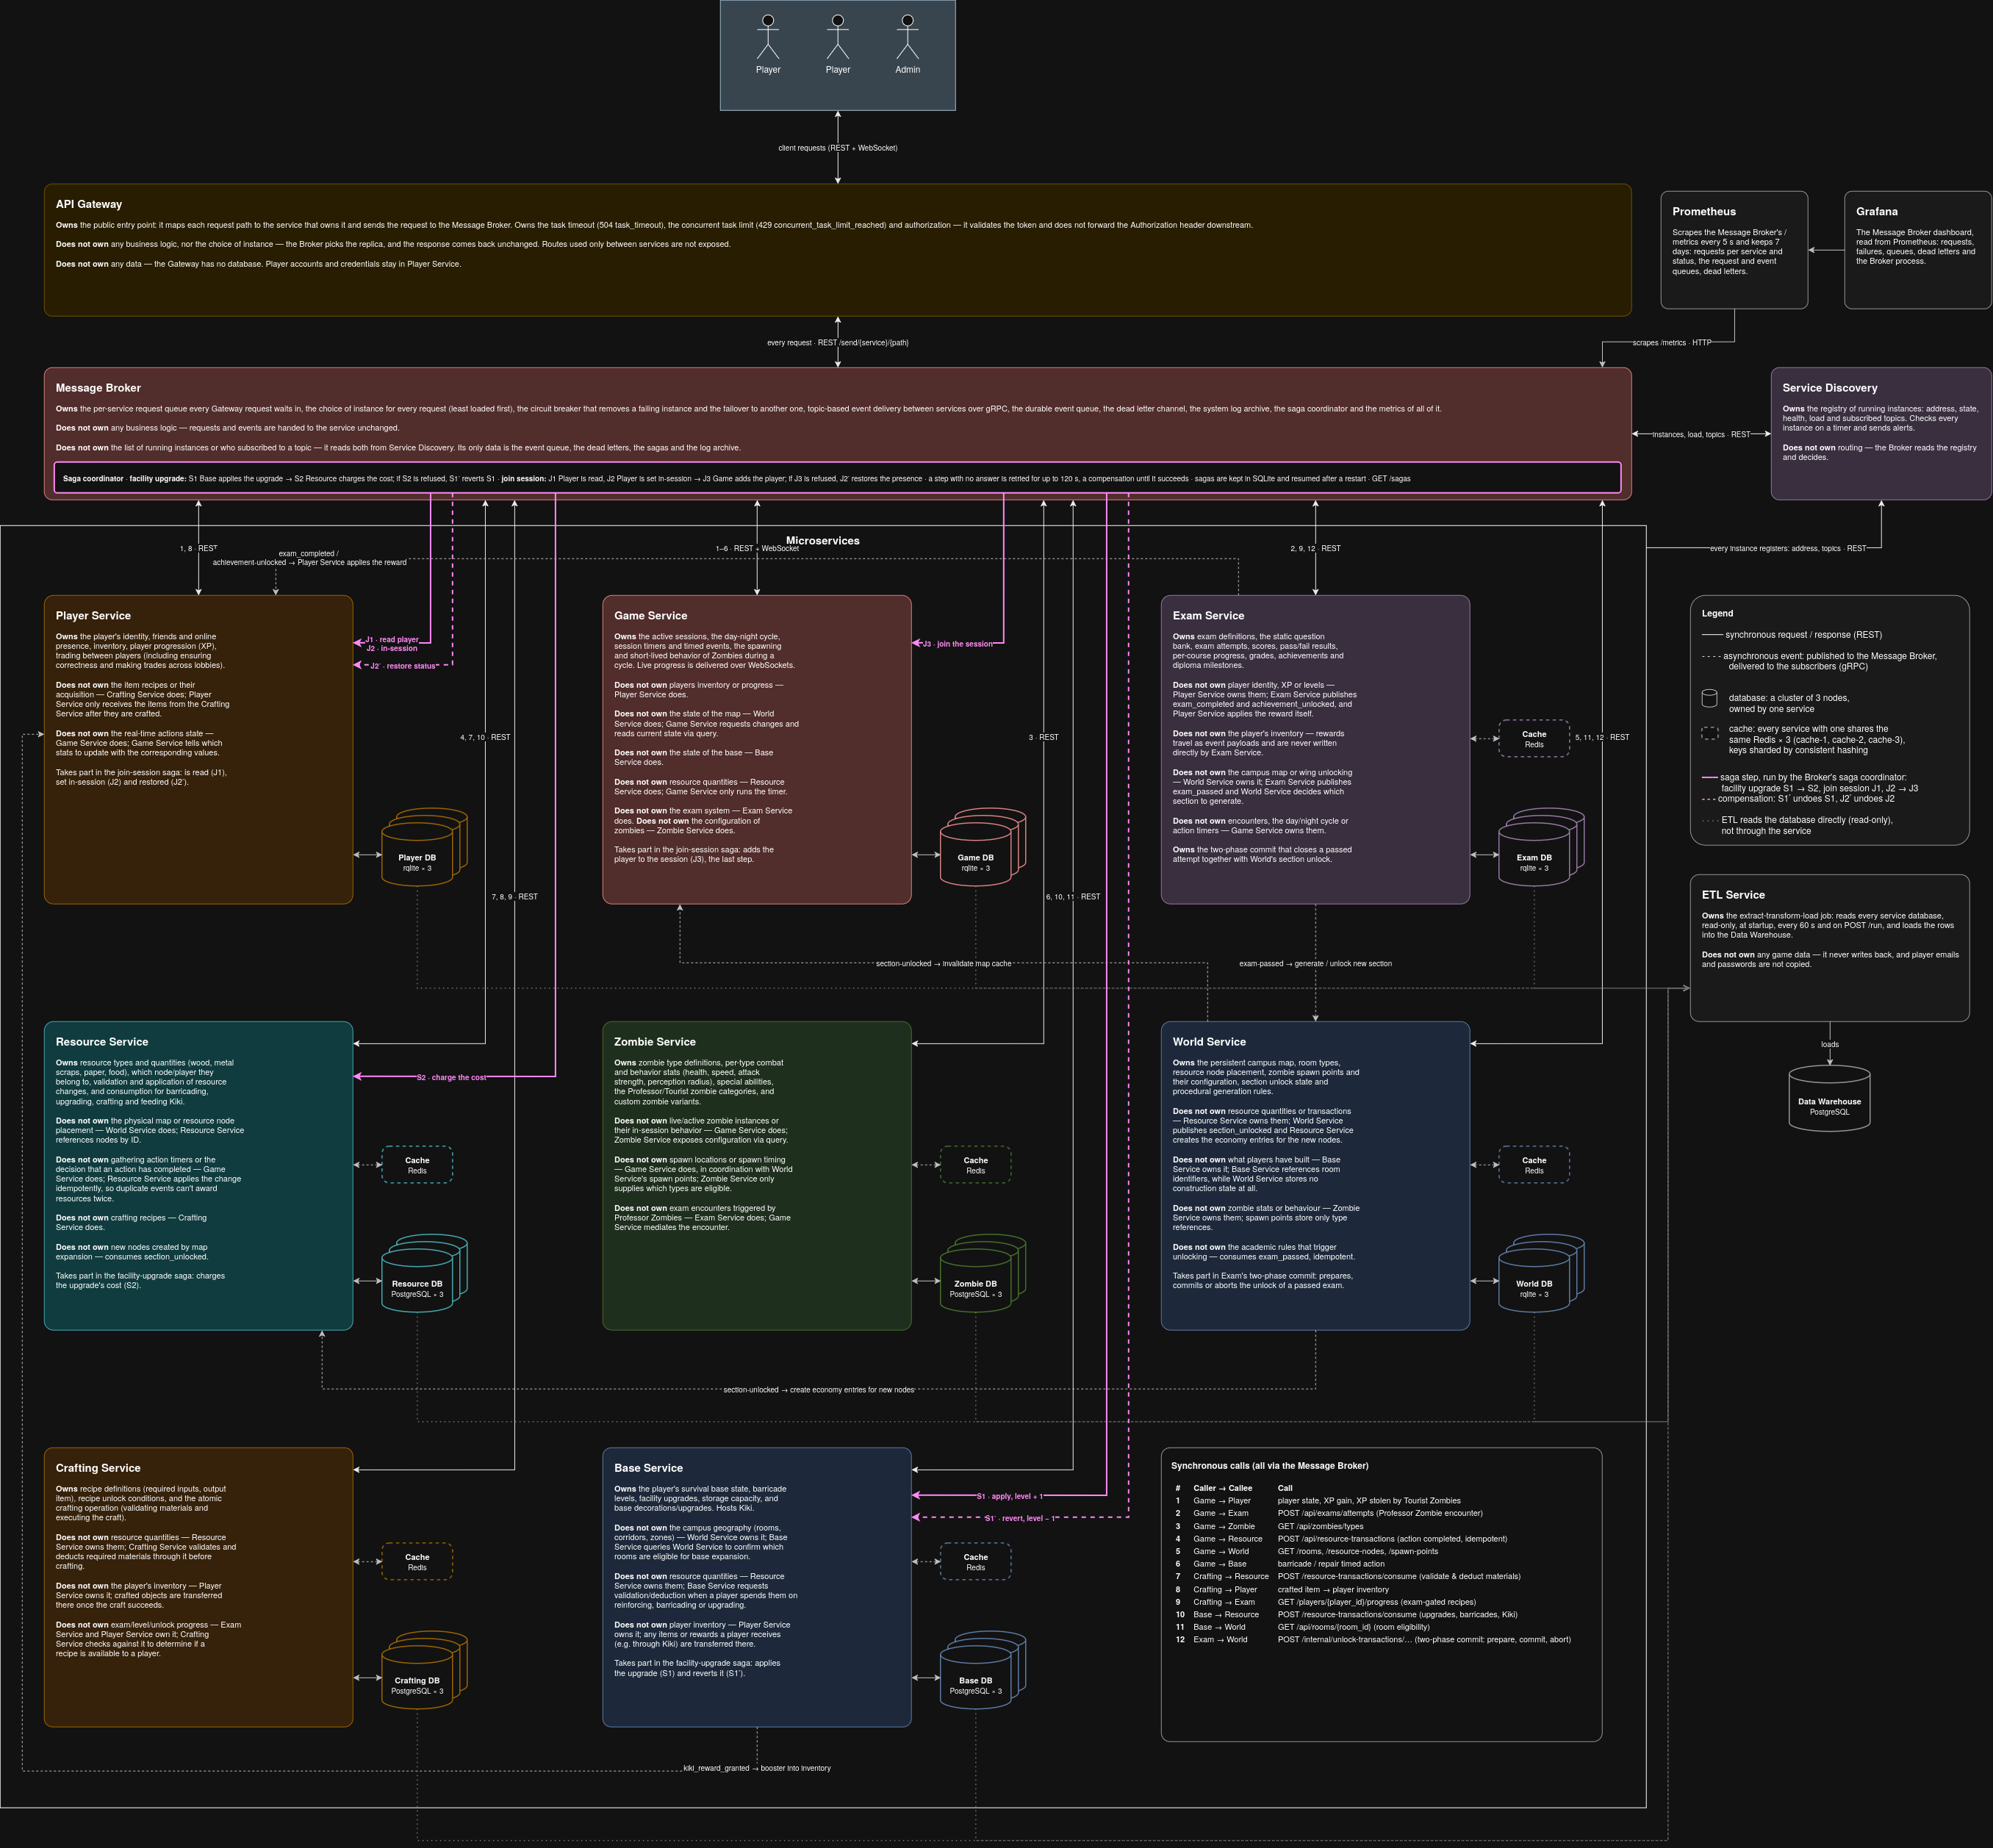 Player
Player
Admin
client requests (REST + WebSocket)
API Gateway
Owns the public entry point: it maps each request path to the service that owns it and sends the request to the Message Broker. Owns the task timeout (504 task_timeout), the concurrent task limit (429 concurrent_task_limit_reached) and authorization — it validates the token and does not forward the Authorization header downstream.
Does not own any business logic, nor the choice of instance — the Broker picks the replica, and the response comes back unchanged. Routes used only between services are not exposed.
Does not own any data — the Gateway has no database. Player accounts and credentials stay in Player Service.
Prometheus
Scrapes the Message Broker's /
metrics every 5 s and keeps 7
days: requests per service and
status, the request and event
queues, dead letters.
Grafana
The Message Broker dashboard,
read from Prometheus: requests,
failures, queues, dead letters and
the Broker process.
every request · REST /send/{service}/{path}
scrapes /metrics · HTTP
Message Broker
Owns the per-service request queue every Gateway request waits in, the choice of instance for every request (least loaded first), the circuit breaker that removes a failing instance and the failover to another one, topic-based event delivery between services over gRPC, the durable event queue, the dead letter channel, the system log archive, the saga coordinator and the metrics of all of it.
Does not own any business logic — requests and events are handed to the service unchanged.
Does not own the list of running instances or who subscribed to a topic — it reads both from Service Discovery. Its only data is the event queue, the dead letters, the sagas and the log archive.
Saga coordinator · facility upgrade: S1 Base applies the upgrade → S2 Resource charges the cost; if S2 is refused, S1′ reverts S1 · join session: J1 Player is read, J2 Player is set in-session → J3 Game adds the player; if J3 is refused, J2′ restores the presence · a step with no answer is retried for up to 120 s, a compensation until it succeeds · sagas are kept in SQLite and resumed after a restart · GET /sagas
instances, load, topics · REST
Service Discovery
Owns the registry of running instances: address, state,
health, load and subscribed topics. Checks every
instance on a timer and sends alerts.
Does not own routing — the Broker reads the registry
and decides.
Microservices
1, 8 · REST
exam_completed /
achievement-unlocked → Player Service applies the reward
1–6 · REST + WebSocket
2, 9, 12 · REST
every instance registers: address, topics · REST
Player Service
Owns the player's identity, friends and online
presence, inventory, player progression (XP),
trading between players (including ensuring
correctness and making trades across lobbies).
Does not own the item recipes or their
acquisition — Crafting Service does; Player
Service only receives the items from the Crafting
Service after they are crafted.
Does not own the real-time actions state —
Game Service does; Game Service tells which
stats to update with the corresponding values.
Takes part in the join-session saga: is read (J1),
set in-session (J2) and restored (J2′).
J1 · read player
J2 · in-session
J2′ · restore status
4, 7, 10 · REST
7, 8, 9 · REST
Player DB
rqlite × 3
Game Service
Owns the active sessions, the day-night cycle,
session timers and timed events, the spawning
and short-lived behavior of Zombies during a
cycle. Live progress is delivered over WebSockets.
Does not own players inventory or progress —
Player Service does.
Does not own the state of the map — World
Service does; Game Service requests changes and
reads current state via query.
Does not own the state of the base — Base
Service does.
Does not own resource quantities — Resource
Service does; Game Service only runs the timer.
Does not own the exam system — Exam Service
does. Does not own the configuration of
zombies — Zombie Service does.
Takes part in the join-session saga: adds the
player to the session (J3), the last step.
J3 · join the session
3 · REST
6, 10, 11 · REST
Game DB
rqlite × 3
Exam Service
Owns exam definitions, the static question
bank, exam attempts, scores, pass/fail results,
per-course progress, grades, achievements and
diploma milestones.
Does not own player identity, XP or levels —
Player Service owns them; Exam Service publishes
exam_completed and achievement_unlocked, and
Player Service applies the reward itself.
Does not own the player's inventory — rewards
travel as event payloads and are never written
directly by Exam Service.
Does not own the campus map or wing unlocking
— World Service owns it; Exam Service publishes
exam_passed and World Service decides which
section to generate.
Does not own encounters, the day/night cycle or
action timers — Game Service owns them.
Owns the two-phase commit that closes a passed
attempt together with World's section unlock.
Cache
Redis
5, 11, 12 · REST
Exam DB
rqlite × 3
Legend
synchronous request / response (REST)
asynchronous event: published to the Message Broker,
delivered to the subscribers (gRPC)
database: a cluster of 3 nodes,
owned by one service
cache: every service with one shares the
same Redis × 3 (cache-1, cache-2, cache-3),
keys sharded by consistent hashing
saga step, run by the Broker's saga coordinator:
facility upgrade S1 → S2, join session J1, J2 → J3
compensation: S1′ undoes S1, J2′ undoes J2
ETL reads the database directly (read-only),
not through the service
ETL Service
Owns the extract-transform-load job: reads every service database,
read-only, at startup, every 60 s and on POST /run, and loads the rows
into the Data Warehouse.
Does not own any game data — it never writes back, and player emails
and passwords are not copied.
loads
Data Warehouse
PostgreSQL
section-unlocked → invalidate map cache
exam-passed → generate / unlock new section
Resource Service
Owns resource types and quantities (wood, metal
scraps, paper, food), which node/player they
belong to, validation and application of resource
changes, and consumption for barricading,
upgrading, crafting and feeding Kiki.
Does not own the physical map or resource node
placement — World Service does; Resource Service
references nodes by ID.
Does not own gathering action timers or the
decision that an action has completed — Game
Service does; Resource Service applies the change
idempotently, so duplicate events can't award
resources twice.
Does not own crafting recipes — Crafting
Service does.
Does not own new nodes created by map
expansion — consumes section_unlocked.
Takes part in the facility-upgrade saga: charges
the upgrade's cost (S2).
S2 · charge the cost
Cache
Redis
Resource DB
PostgreSQL × 3
Zombie Service
Owns zombie type definitions, per-type combat
and behavior stats (health, speed, attack
strength, perception radius), special abilities,
the Professor/Tourist zombie categories, and
custom zombie variants.
Does not own live/active zombie instances or
their in-session behavior — Game Service does;
Zombie Service exposes configuration via query.
Does not own spawn locations or spawn timing
— Game Service does, in coordination with World
Service's spawn points; Zombie Service only
supplies which types are eligible.
Does not own exam encounters triggered by
Professor Zombies — Exam Service does; Game
Service mediates the encounter.
Cache
Redis
Zombie DB
PostgreSQL × 3
World Service
Owns the persistent campus map, room types,
resource node placement, zombie spawn points and
their configuration, section unlock state and
procedural generation rules.
Does not own resource quantities or transactions
— Resource Service owns them; World Service
publishes section_unlocked and Resource Service
creates the economy entries for the new nodes.
Does not own what players have built — Base
Service owns it; Base Service references room
identifiers, while World Service stores no
construction state at all.
Does not own zombie stats or behaviour — Zombie
Service owns them; spawn points store only type
references.
Does not own the academic rules that trigger
unlocking — consumes exam_passed, idempotent.
Takes part in Exam's two-phase commit: prepares,
commits or aborts the unlock of a passed exam.
Cache
Redis
World DB
rqlite × 3
section-unlocked → create economy entries for new nodes
Crafting Service
Owns recipe definitions (required inputs, output
item), recipe unlock conditions, and the atomic
crafting operation (validating materials and
executing the craft).
Does not own resource quantities — Resource
Service owns them; Crafting Service validates and
deducts required materials through it before
crafting.
Does not own the player's inventory — Player
Service owns it; crafted objects are transferred
there once the craft succeeds.
Does not own exam/level/unlock progress — Exam
Service and Player Service own it; Crafting
Service checks against it to determine if a
recipe is available to a player.
Cache
Redis
Crafting DB
PostgreSQL × 3
Base Service
Owns the player's survival base state, barricade
levels, facility upgrades, storage capacity, and
base decorations/upgrades. Hosts Kiki.
Does not own the campus geography (rooms,
corridors, zones) — World Service owns it; Base
Service queries World Service to confirm which
rooms are eligible for base expansion.
Does not own resource quantities — Resource
Service owns them; Base Service requests
validation/deduction when a player spends them on
reinforcing, barricading or upgrading.
Does not own player inventory — Player Service
owns it; any items or rewards a player receives
(e.g. through Kiki) are transferred there.
Takes part in the facility-upgrade saga: applies
the upgrade (S1) and reverts it (S1′).
S1 · apply, level + 1
S1′ · revert, level − 1
Cache
Redis
Base DB
PostgreSQL × 3
Synchronous calls (all via the Message Broker)
# Caller → Callee Call
1 Game → Player player state, XP gain, XP stolen by Tourist Zombies
2 Game → Exam POST /api/exams/attempts (Professor Zombie encounter)
3 Game → Zombie GET /api/zombies/types
4 Game → Resource POST /api/resource-transactions (action completed, idempotent)
5 Game → World GET /rooms, /resource-nodes, /spawn-points
6 Game → Base barricade / repair timed action
7 Crafting → Resource POST /resource-transactions/consume (validate & deduct materials)
8 Crafting → Player crafted item → player inventory
9 Crafting → Exam GET /players/{player_id}/progress (exam-gated recipes)
10 Base → Resource POST /resource-transactions/consume (upgrades, barricades, Kiki)
11 Base → World GET /api/rooms/{room_id} (room eligibility)
12 Exam → World POST /internal/unlock-transactions/… (two-phase commit: prepare, commit, abort)
kiki_reward_granted → booster into inventory